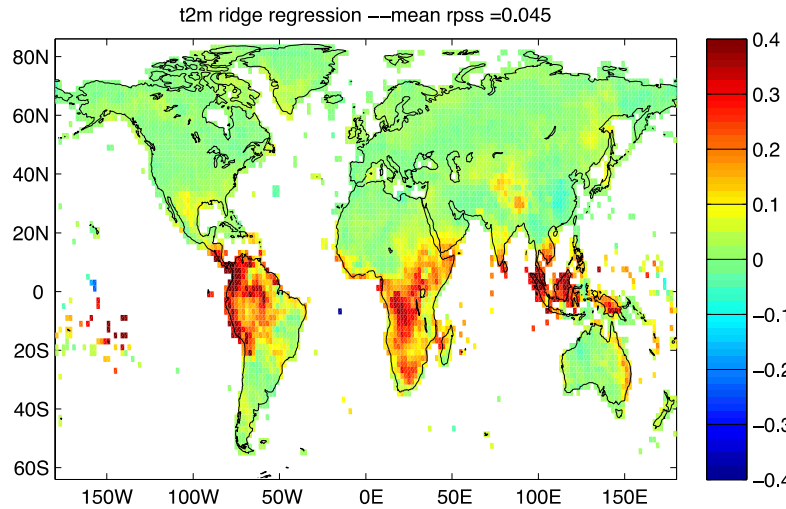 t2m ridge regression −−mean rpss =0.045
80N
60N
40N
20N
0
20S
40S
60S
150W 100W 50W 0E 50E 100E 150E
0.4
0.3
0.2
0.1
0
−0.1
−0.2
−0.3
−0.4